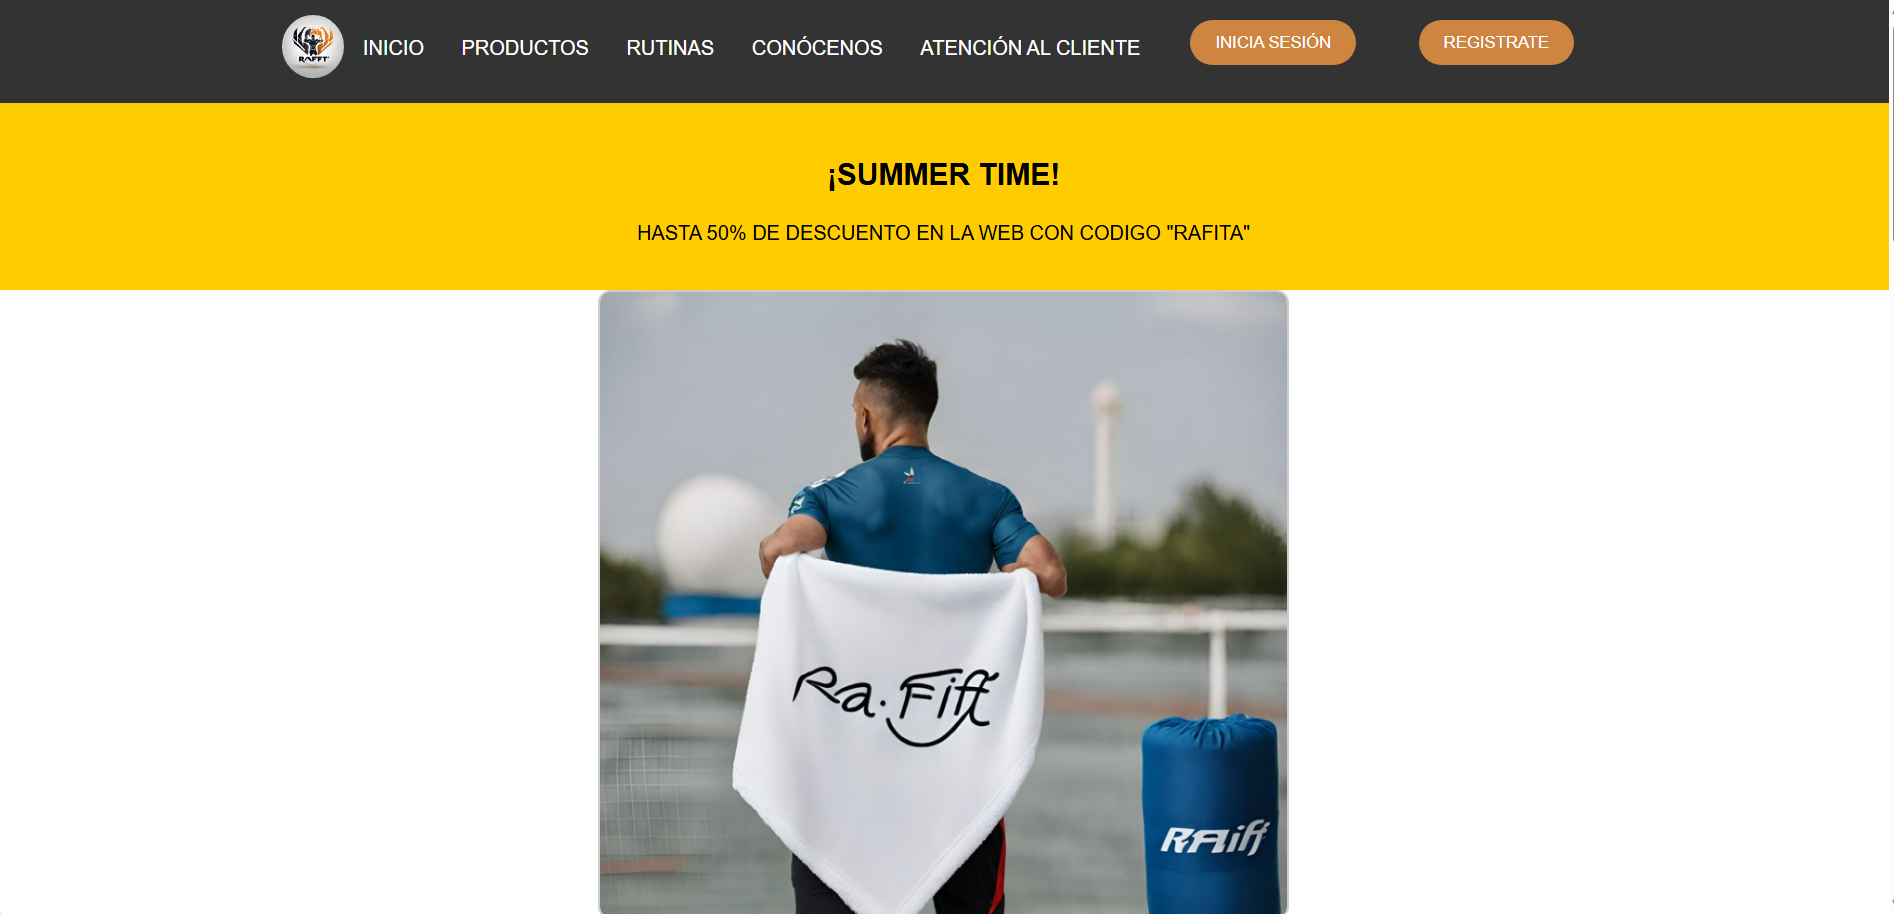 RAFFT
INICIO
PRODUCTOS
RUTINAS
CONÓCENOS
ATENCIÓN AL CLIENTE
INICIA SESIÓN
REGISTRATE
¡SUMMER TIME!
HASTA 50% DE DESCUENTO EN LA WEB CON CODIGO "RAFITA"
Ra.Fift
RAiff